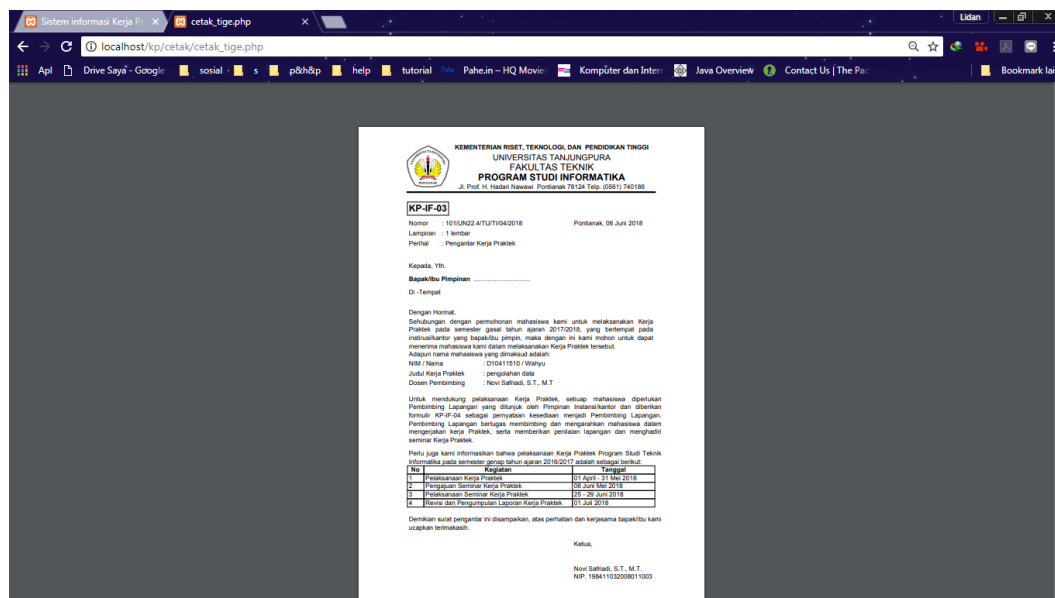 Sistem informasi Kerja Pr
cetak_tige.php
Lidan
localhost/kp/cetak/cetak_tige.php
Apl
Drive Saya - Google
sosial
s
p&h&p
help
tutorial
Pahe.in – HQ Movies
Komputer dan Intern
Java Overview
Contact Us | The Pac
Bookmark lai
KEMENTERIAN RISET, TEKNOLOGI, DAN PENDIDIKAN TINGGI
UNIVERSITAS TANJUNGPURA
FAKULTAS TEKNIK
PROGRAM STUDI INFORMATIKA
Jl. Prof. H. Hadari Nawawi Pontianak 78124 Telp. (0561) 740186
KP-IF-03
Nomor : 101/UN22.4/TU/TI/04/2018 Pontianak, 06 Juni 2018
Lampiran : 1 lembar
Perihal : Pengantar Kerja Praktek
Kepada, Yth.
Bapak/Ibu Pimpinan ...............................
Di -Tempat
Dengan Hormat,
Sehubungan dengan permohonan mahasiswa kami untuk melaksanakan Kerja
Praktek pada semester gasal tahun ajaran 2017/2018, yang bertempat pada
instirusi/kantor yang bapak/ibu pimpin, maka dengan ini kami mohon untuk dapat
menerima mahasiswa kami dalam melaksanakan Kerja Praktek tersebut.
Adapun nama mahasiswa yang dimaksud adalah:
NIM / Nama : D10411510 / Wahyu
Judul Kerja Praktek : pengolahan data
Dosen Pembimbing : Novi Safriadi, S.T., M.T
Untuk mendukung pelaksanaan Kerja Praktek, setiuap mahasiswa diperlukan
Pembimbing Lapangan yang ditunjuk oleh Pimpinan Instansi/kantor dan diberikan
formulir KP-IF-04 sebagai pernyataan kesediaan menjadi Pembimbing Lapangan.
Pembimbing Lapangan bertugas membimbing dan mengarahkan mahasiswa dalam
mengerjakan kerja Praktek, serta memberikan penilaian lapangan dan menghadiri
seminar Kerja Praktek.
Perlu juga kami informasikan bahwa pelaksanaan Kerja Praktek Program Studi Teknik
Informatika pada semester genap tahun ajaran 2016/2017 adalah sebagai berikut:
No Kegiatan Tanggal
1 Pelaksanaan Kerja Praktek 01 April - 31 Mei 2018
2 Pengajuan Seminar Kerja Praktek 06 Juni Mei 2018
3 Pelaksanaan Seminar Kerja Praktek 25 - 29 Juni 2018
4 Revisi dan Pengumpulan Laporan Kerja Praktek 01 Juli 2018
Demikian surat pengantar ini disampaikan, atas perhatian dan kerjasama bapak/ibu kami
ucapkan terimakasih.
Ketua,
Novi Safriadi, S.T., M.T.
NIP. 198411032008011003